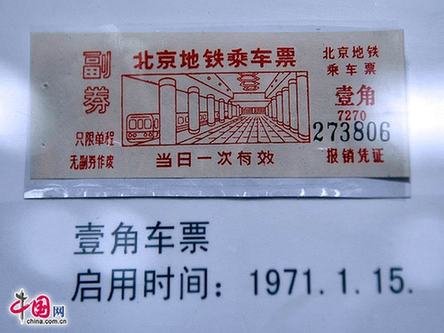 副券
只限单程
无副券作废
北京地铁乘车票
当日一次有效
北京地铁
乘车票
壹角
7270
273806
报销凭证
壹角车票
启用时间：1971.1.15.
中国网
china.com.cn